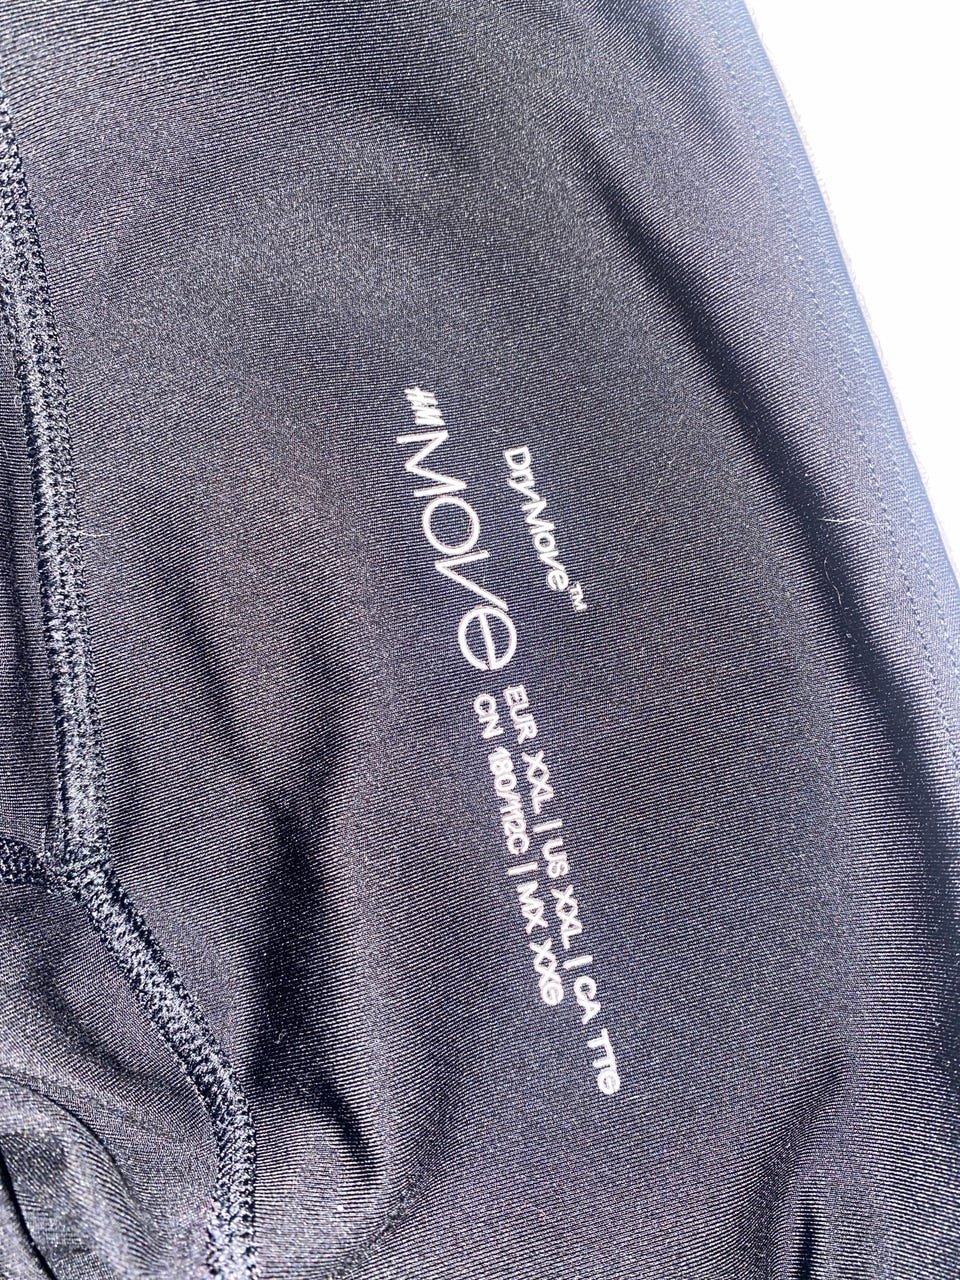 DryMove™
Move
EUR XXL | US XXL | CA TTG
CN 180/112C | MX XXG